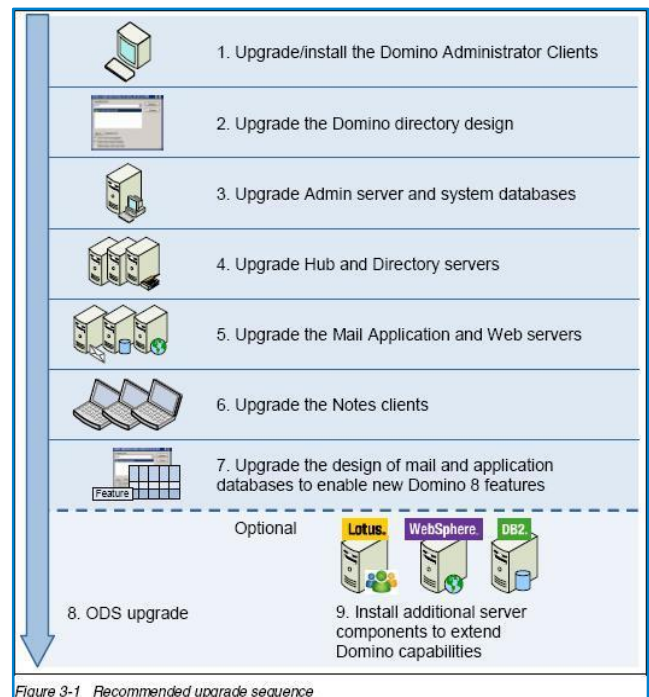 1. Upgrade/install the Domino Administrator Clients
2. Upgrade the Domino directory design
3. Upgrade Admin server and system databases
4. Upgrade Hub and Directory servers
5. Upgrade the Mail Application and Web servers
6. Upgrade the Notes clients
7. Upgrade the design of mail and application
databases to enable new Domino 8 features
Feature
Optional
Lotus. WebSphere. DB2.
8. ODS upgrade
9. Install additional server
components to extend
Domino capabilities
Figure 3-1 Recommended upgrade sequence